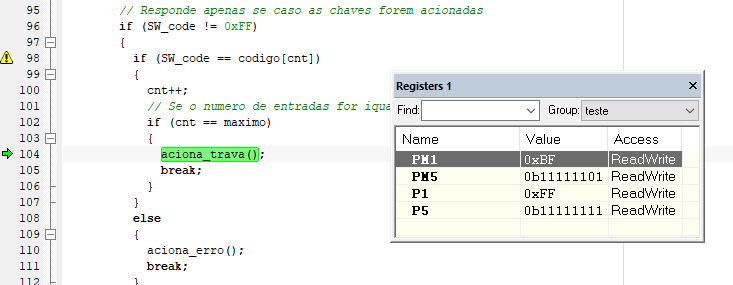 95 // Responde apenas se caso as chaves forem acionadas
96 if (SW_code != 0xFF)
97 {
98 if (SW_code == codigo[cnt])
99 {
100 cnt++;
101 // Se o numero de entradas for iqua
102 if (cnt == maximo)
103 {
104 aciona_trava();
105 break;
106 }
107 }
108 else
109 {
110 aciona_erro();
111 break;
112 }
Registers 1
Find: Group: teste
Name Value Access
PM1 0xBF ReadWrite
PM5 0b11111101 ReadWrite
P1 0xFF ReadWrite
P5 0b11111111 ReadWrite